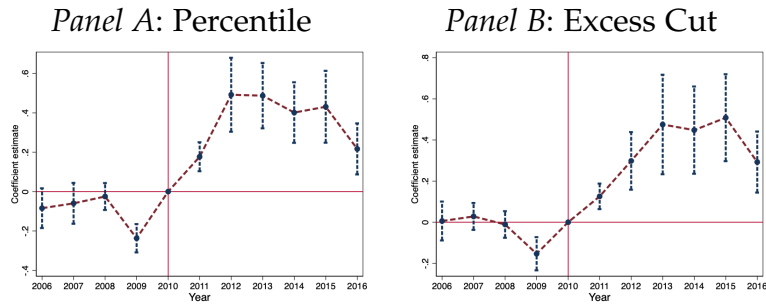 Panel A: Percentile
Panel B: Excess Cut
Coefficient estimate
.6
.4
.2
0
-.2
-.4
2006 2007 2008 2009 2010 2011 2012 2013 2014 2015 2016
Year
Coefficient estimate
.8
.6
.4
.2
0
-.2
2006 2007 2008 2009 2010 2011 2012 2013 2014 2015 2016
Year